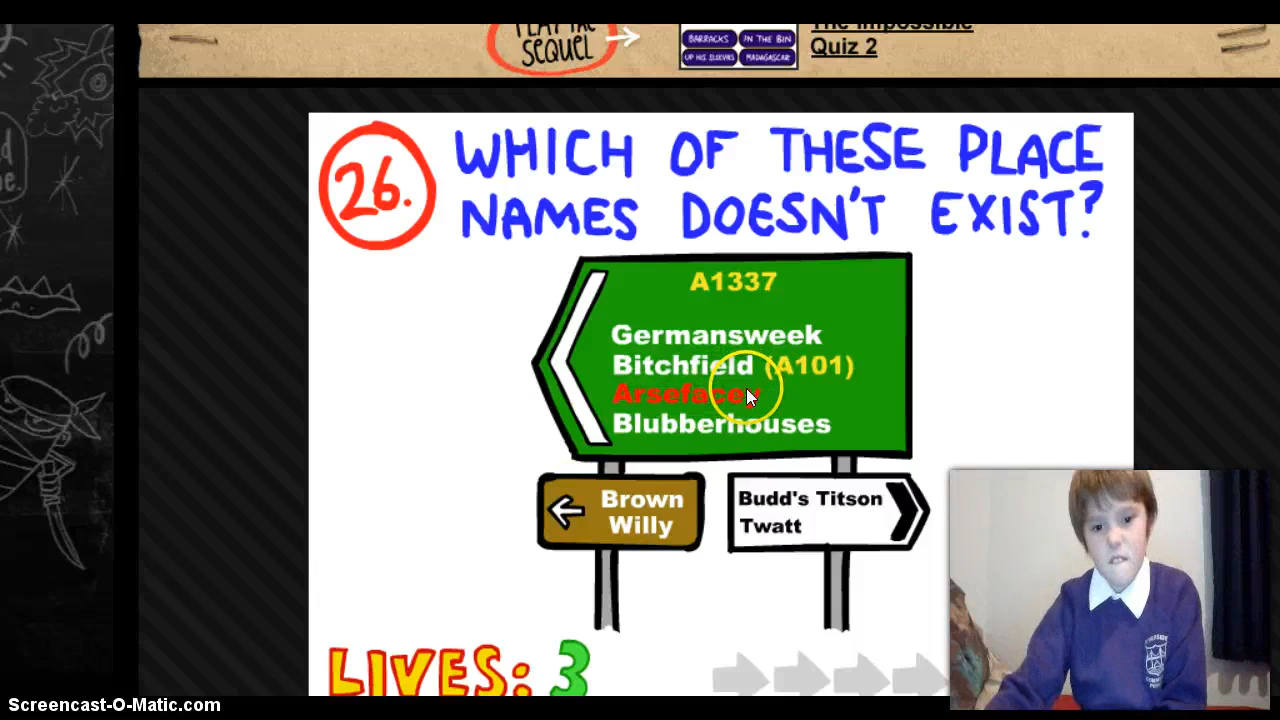 PLAY THE
SEQUEL
The Impossible
Quiz 2
BARRACKS
IN THE BIN
UP HIS SLEEVES
MADAGASCAR
26.
WHICH OF THESE PLACE
NAMES DOESN'T EXIST?
A1337
Germansweek
Bitchfield (A101)
Arsefacey
Blubberhouses
Brown
Willy
Budd's Titson
Twatt
LIVES: 3
Screencast-O-Matic.com